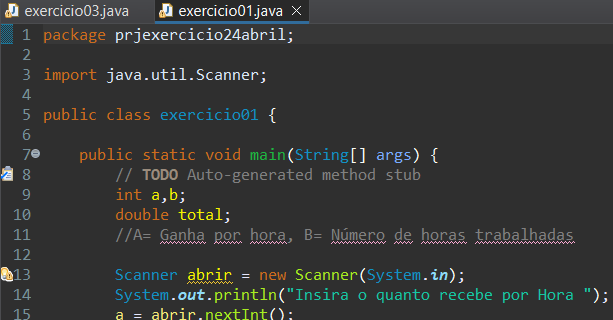 exercicio03.java exercicio01.java
1 package prjexercicio24abril;
2
3 import java.util.Scanner;
4
5 public class exercicio01 {
6
7 public static void main(String[] args) {
8 // TODO Auto-generated method stub
9 int a,b;
10 double total;
11 //A= Ganha por hora, B= Número de horas trabalhadas
12
13 Scanner abrir = new Scanner(System.in);
14 System.out.println("Insira o quanto recebe por Hora ");
15 a = abrir.nextInt();